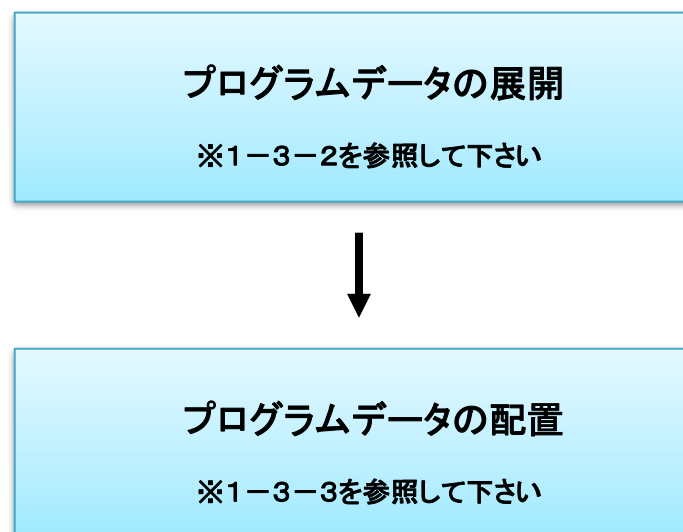 プログラムデータの展開
※１－３－２を参照して下さい
プログラムデータの配置
※１－３－３を参照して下さい